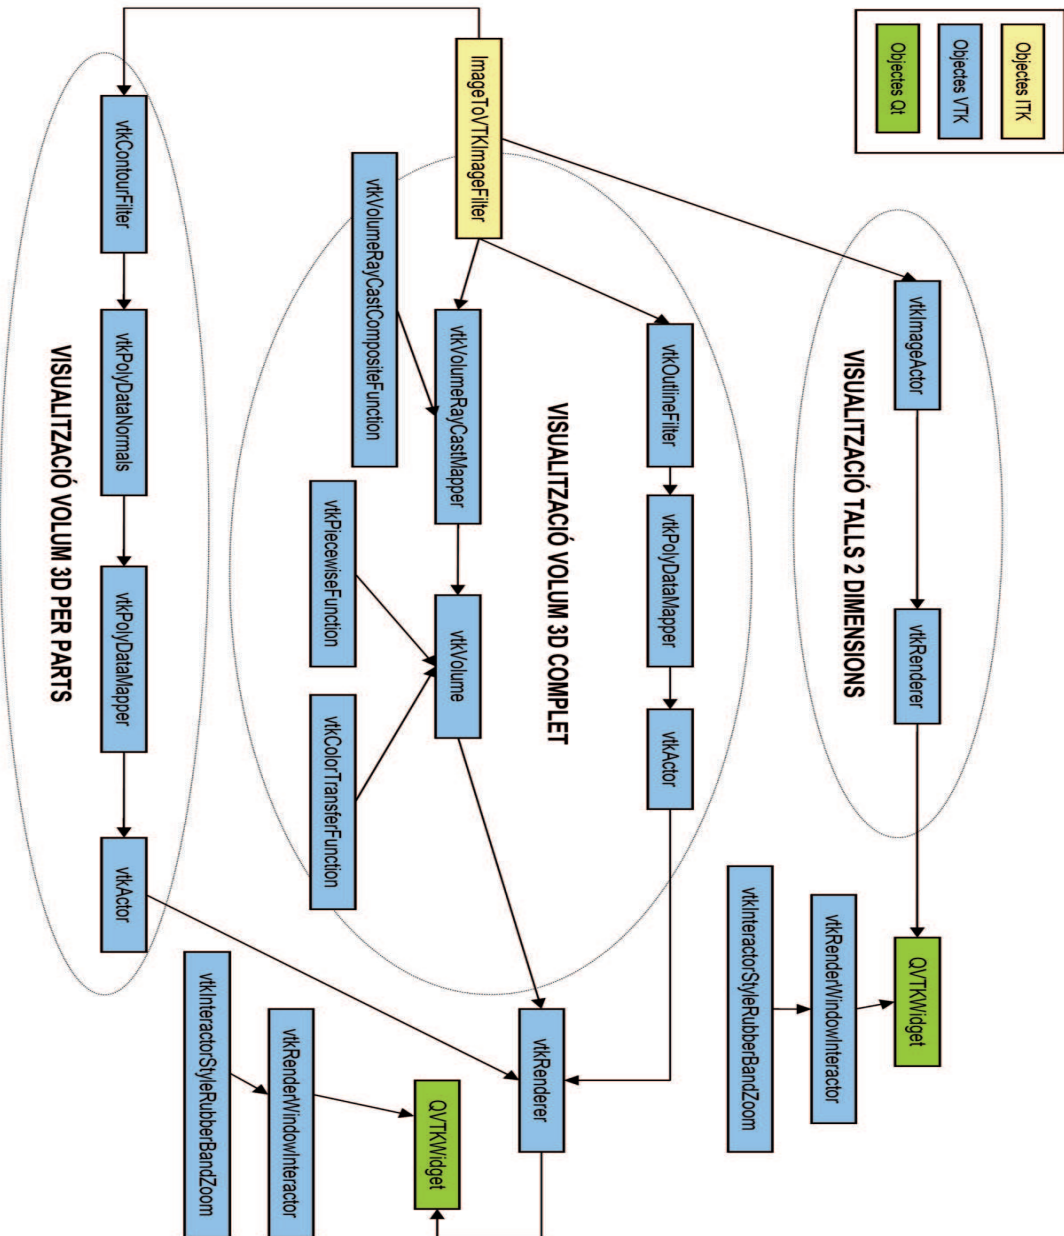 Objectes ITK
Objectes VTK
Objectes Qt
vtkImageActor
vtkRenderer
QVTKWidget
VISUALITZACIÓ TALLS 2 DIMENSIONS
vtkRenderWindowInteractor
vtkInteractorStyleRubberBandZoom
vtkOutlineFilter
vtkPolyDataMapper
vtkActor
VISUALITZACIÓ VOLUM 3D COMPLET
vtkRenderer
ImageToVTKImageFilter
vtkVolumeRayCastMapper
vtkVolume
QVTKWidget
vtkVolumeRayCastCompositeFunction
vtkPiecewiseFunction
vtkColorTransferFunction
vtkRenderWindowInteractor
vtkInteractorStyleRubberBandZoom
vtkContourFilter
vtkPolyDataNormals
vtkPolyDataMapper
vtkActor
VISUALITZACIÓ VOLUM 3D PER PARTS